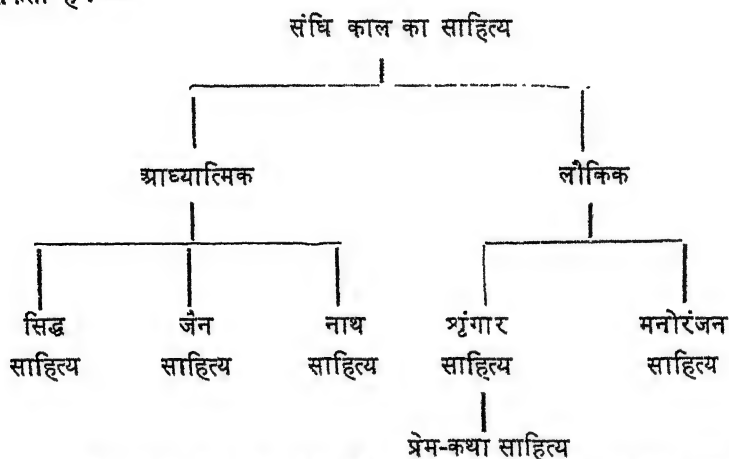 संधि काल का साहित्य
आध्यात्मिक लौकिक
सिद्ध जैन नाथ शृंगार मनोरंजन
साहित्य साहित्य साहित्य साहित्य साहित्य
प्रेम-कथा साहित्य